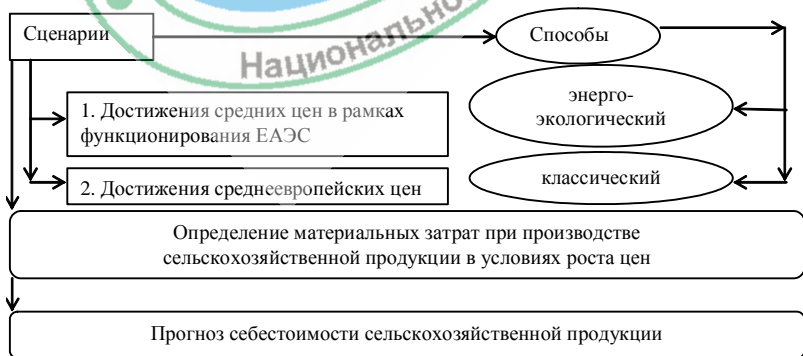 Сценарии
Способы
Национально
1. Достижения средних цен в рамках
функционирования ЕАЭС
энерго-
экологический
2. Достижения среднеевропейских цен
классический
Определение материальных затрат при производстве
сельскохозяйственной продукции в условиях роста цен
Прогноз себестоимости сельскохозяйственной продукции